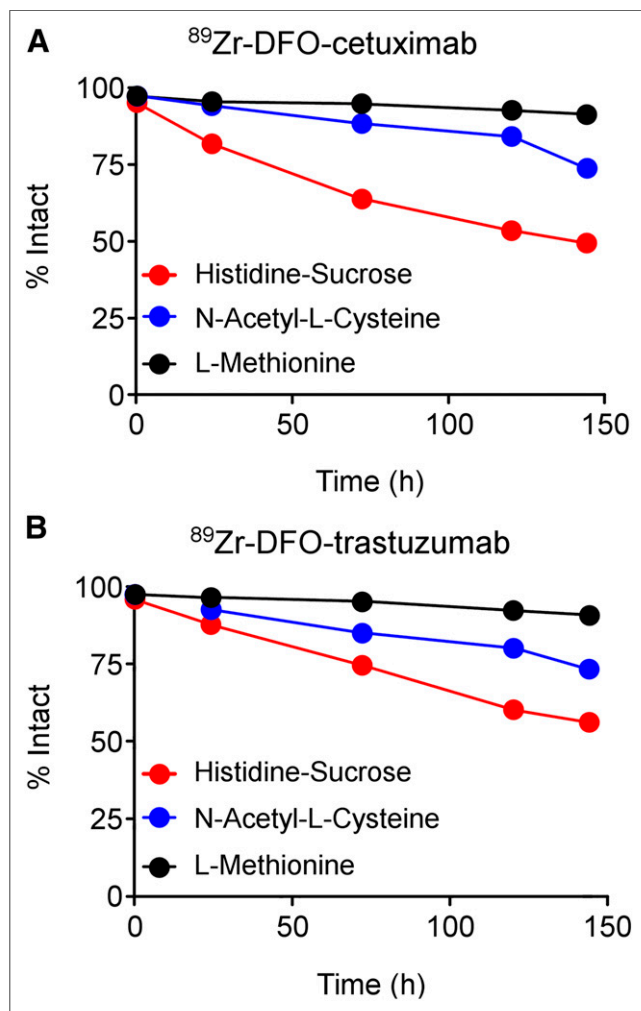 A
⁸⁹Zr-DFO-cetuximab
% Intact
100
75
50
25
0
Histidine-Sucrose
N-Acetyl-L-Cysteine
L-Methionine
0 50 100 150
Time (h)
B
⁸⁹Zr-DFO-trastuzumab
% Intact
100
75
50
25
0
Histidine-Sucrose
N-Acetyl-L-Cysteine
L-Methionine
0 50 100 150
Time (h)